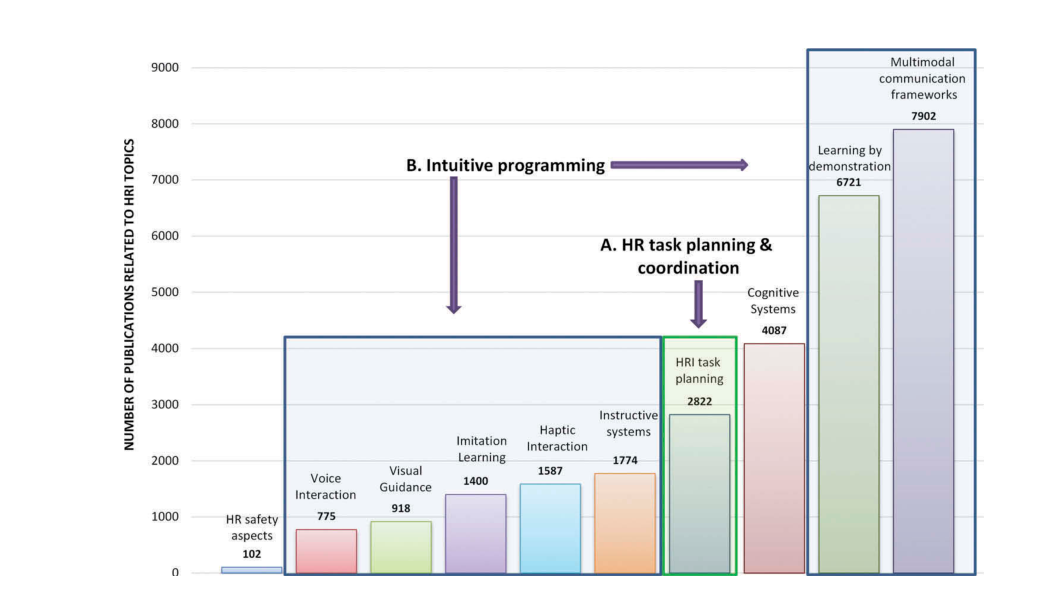 NUMBER OF PUBLICATIONS RELATED TO HRI TOPICS
9000
8000
7000
6000
5000
4000
3000
2000
1000
0
B. Intuitive programming
A. HR task planning &
coordination
HR safety
aspects
102
Voice
Interaction
775
Visual
Guidance
918
Imitation
Learning
1400
Haptic
Interaction
1587
Instructive
systems
1774
HRI task
planning
2822
Cognitive
Systems
4087
Learning by
demonstration
6721
Multimodal
communication
frameworks
7902